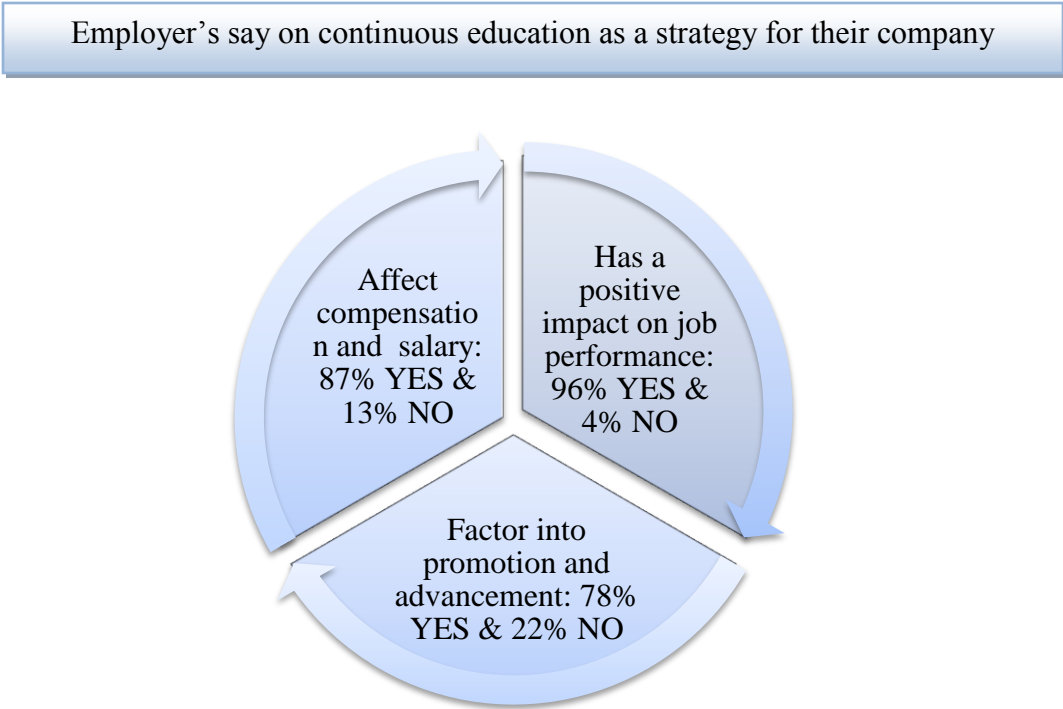 Employer’s say on continuous education as a strategy for their company
Has a
positive
impact on job
performance:
96% YES &
4% NO
Factor into
promotion and
advancement: 78%
YES & 22% NO
Affect
compensatio
n and  salary:
87% YES &
13% NO